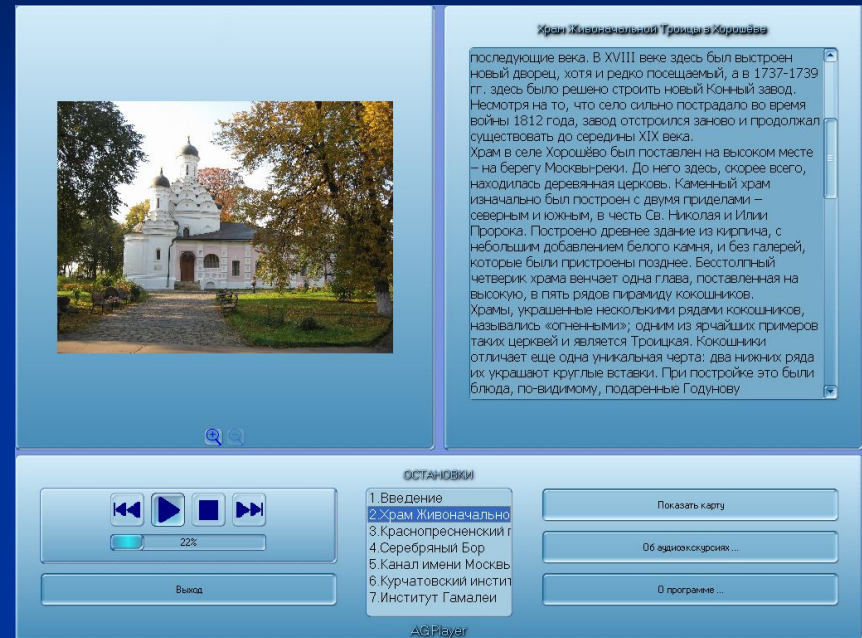 Храм Живоначальной Троицы в Хорошёве
последующие века. В XVIII веке здесь был выстроен
новый дворец, хотя и редко посещаемый, а в 1737-1739
гг. здесь было решено строить новый Конный завод.
Несмотря на то, что село сильно пострадало во время
войны 1812 года, завод отстроился заново и продолжал
существовать до середины XIX века.
Храм в селе Хорошёво был поставлен на высоком месте
– на берегу Москвы-реки. До него здесь, скорее всего,
находилась деревянная церковь. Каменный храм
изначально был построен с двумя приделами –
северным и южным, в честь Св. Николая и Илии
Пророка. Построено древнее здание из кирпича, с
небольшим добавлением белого камня, и без галерей,
которые были пристроены позднее. Бесстолпный
четверик храма венчает одна глава, поставленная на
высокую, в пять рядов пирамиду кокошников.
Храмы, украшенные несколькими рядами кокошников,
назывались «огненными»; одним из ярчайших примеров
таких церквей и является Троицкая. Кокошники
отличает еще одна уникальная черта: два нижних ряда
их украшают круглые вставки. При постройке это были
блюда, по-видимому, подаренные Годунову
22%
Выход
ОСТАНОВКИ
1.Введение
2.Храм Живоначально
3.Краснопресненский г
4.Серебряный Бор
5.Канал имени Москвь
6.Курчатовский инстит
7.Институт Гамалеи
Показать карту
Об аудиоэкскурсиях ...
О программе ...
AGPlayer